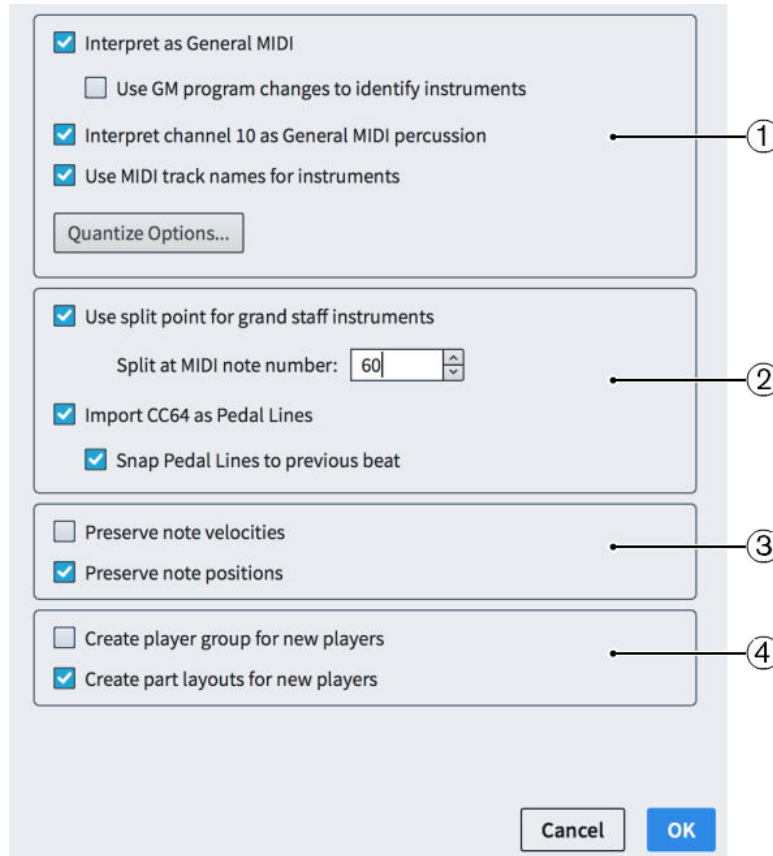 Interpret as General MIDI
Use GM program changes to identify instruments
Interpret channel 10 as General MIDI percussion
1
Use MIDI track names for instruments
Quantize Options...
Use split point for grand staff instruments
Split at MIDI note number: 60
2
Import CC64 as Pedal Lines
Snap Pedal Lines to previous beat
Preserve note velocities
3
Preserve note positions
Create player group for new players
4
Create part layouts for new players
Cancel OK